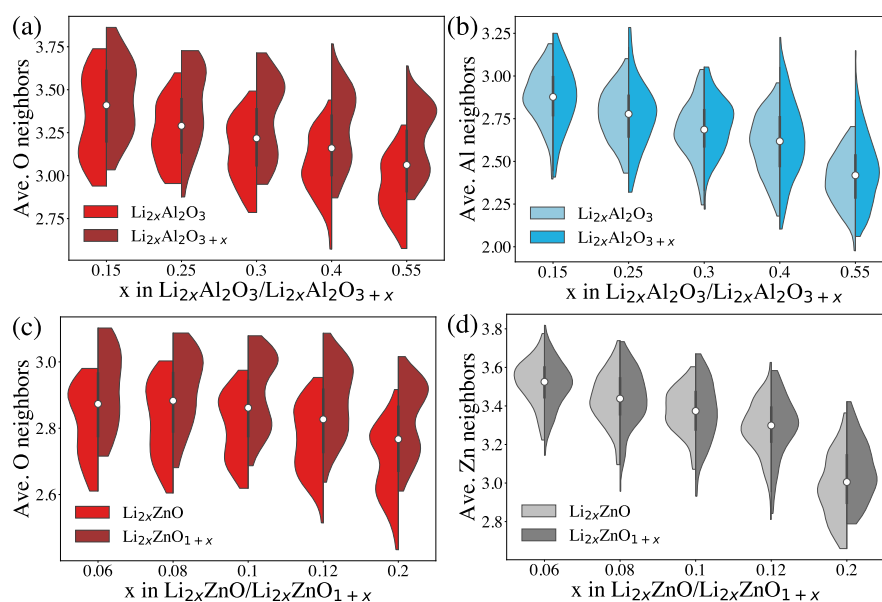 (a)
Ave. O neighbors
3.75
3.50
3.25
3.00
2.75
Li₂ₓAl₂O₃
Li₂ₓAl₂O₃₊ₓ
0.15 0.25 0.3 0.4 0.55
x in Li₂ₓAl₂O₃/Li₂ₓAl₂O₃₊ₓ
(b)
Ave. Al neighbors
3.25
3.00
2.75
2.50
2.25
2.00
Li₂ₓAl₂O₃
Li₂ₓAl₂O₃₊ₓ
0.15 0.25 0.3 0.4 0.55
x in Li₂ₓAl₂O₃/Li₂ₓAl₂O₃₊ₓ
(c)
Ave. O neighbors
3.0
2.8
2.6
Li₂ₓZnO
Li₂ₓZnO₁₊ₓ
0.06 0.08 0.1 0.12 0.2
x in Li₂ₓZnO/Li₂ₓZnO₁₊ₓ
(d)
Ave. Zn neighbors
3.8
3.6
3.4
3.2
3.0
2.8
Li₂ₓZnO
Li₂ₓZnO₁₊ₓ
0.06 0.08 0.1 0.12 0.2
x in Li₂ₓZnO/Li₂ₓZnO₁₊ₓ